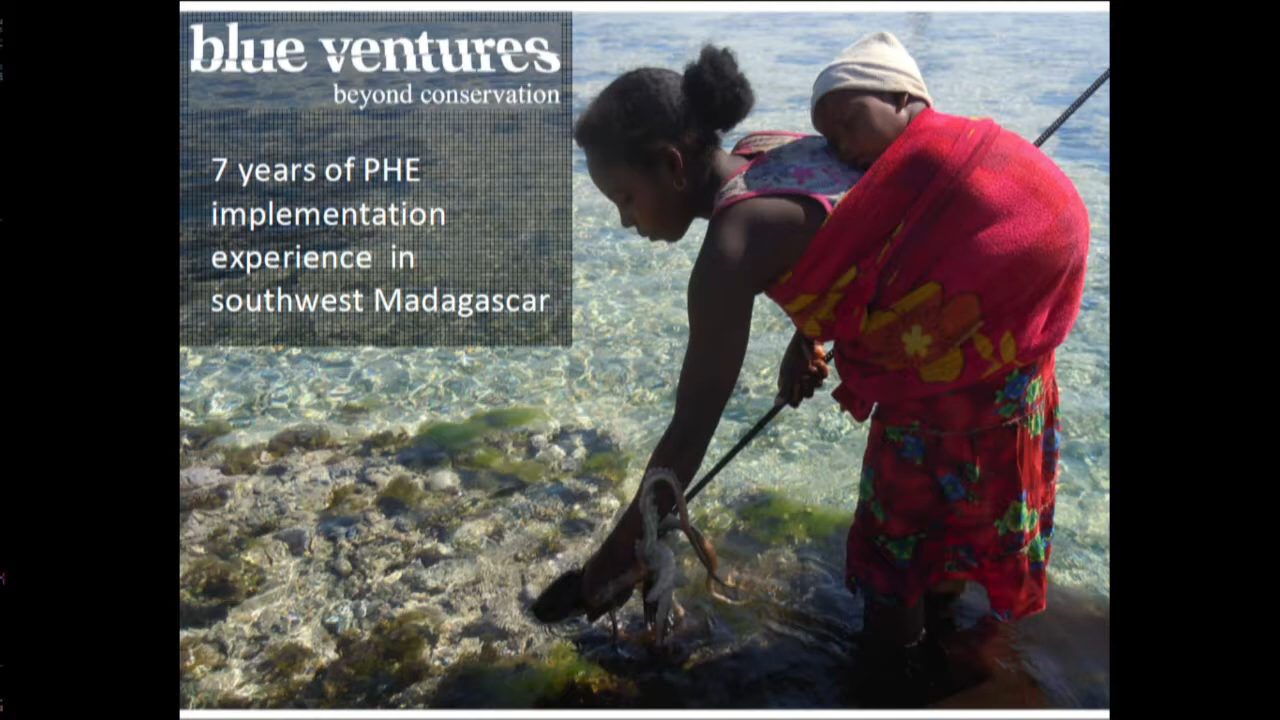 blue ventures
beyond conservation
7 years of PHE
implementation
experience in
southwest Madagascar